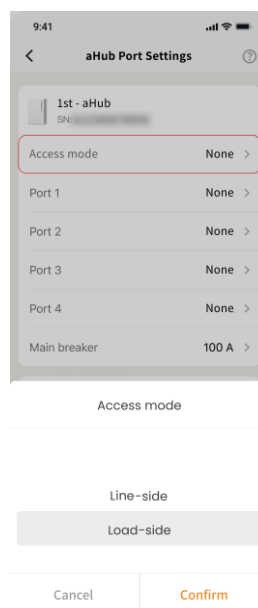 9:41
aHub Port Settings
1st - aHub
SN:
Access mode None
Port 1 None
Port 2 None
Port 3 None
Port 4 None
Main breaker 100 A
Access mode
Line-side
Load-side
Cancel Confirm